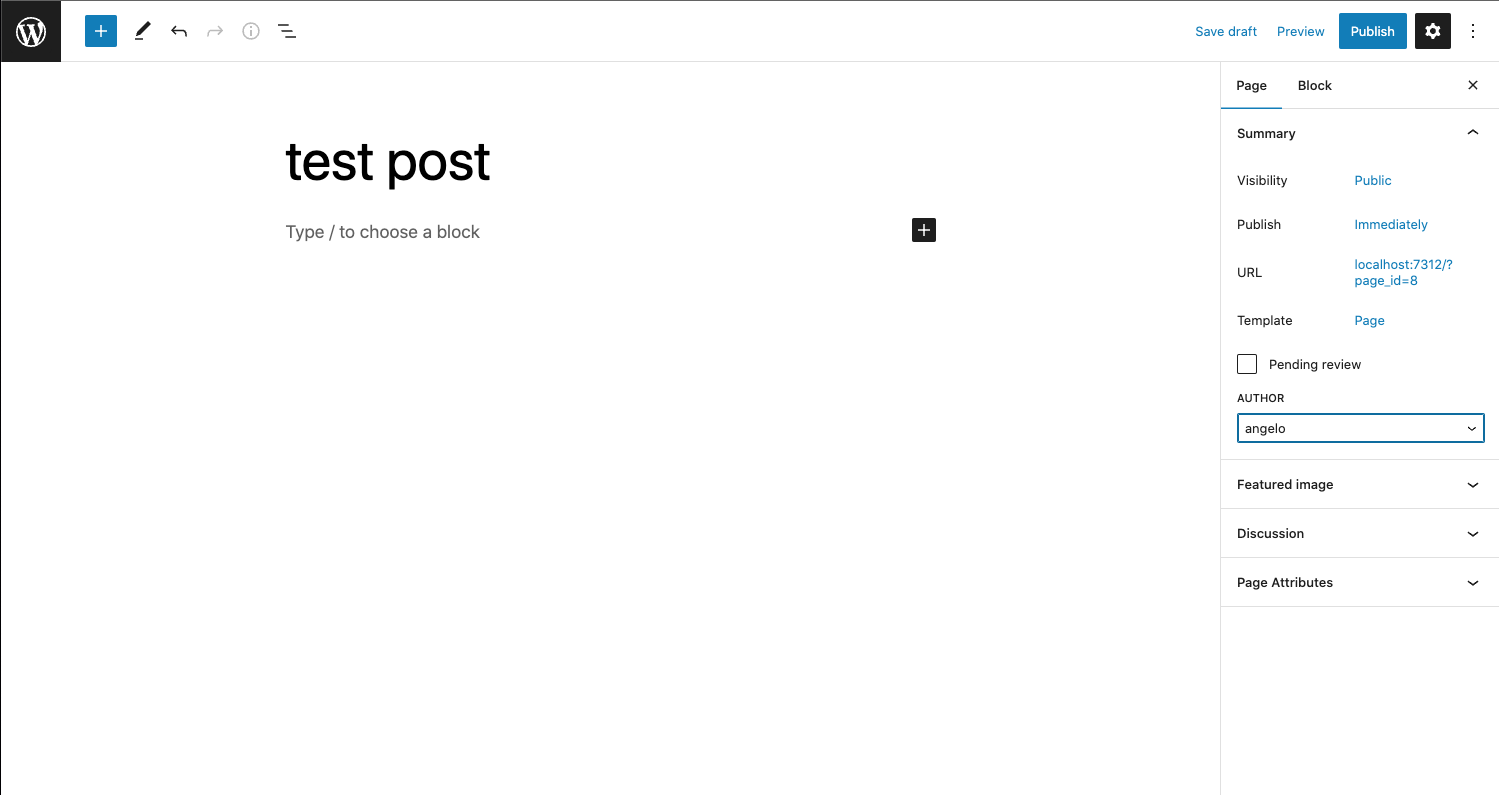 Save draft Preview Publish
Page Block
test post
Type / to choose a block
Summary
Visibility Public
Publish Immediately
URL localhost:7312/?
page_id=8
Template Page
Pending review
AUTHOR
angelo
Featured image
Discussion
Page Attributes